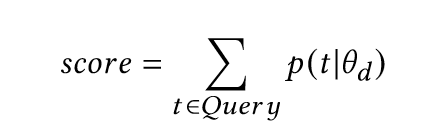 score = ∑ p(t|θ_d)
t∈Query